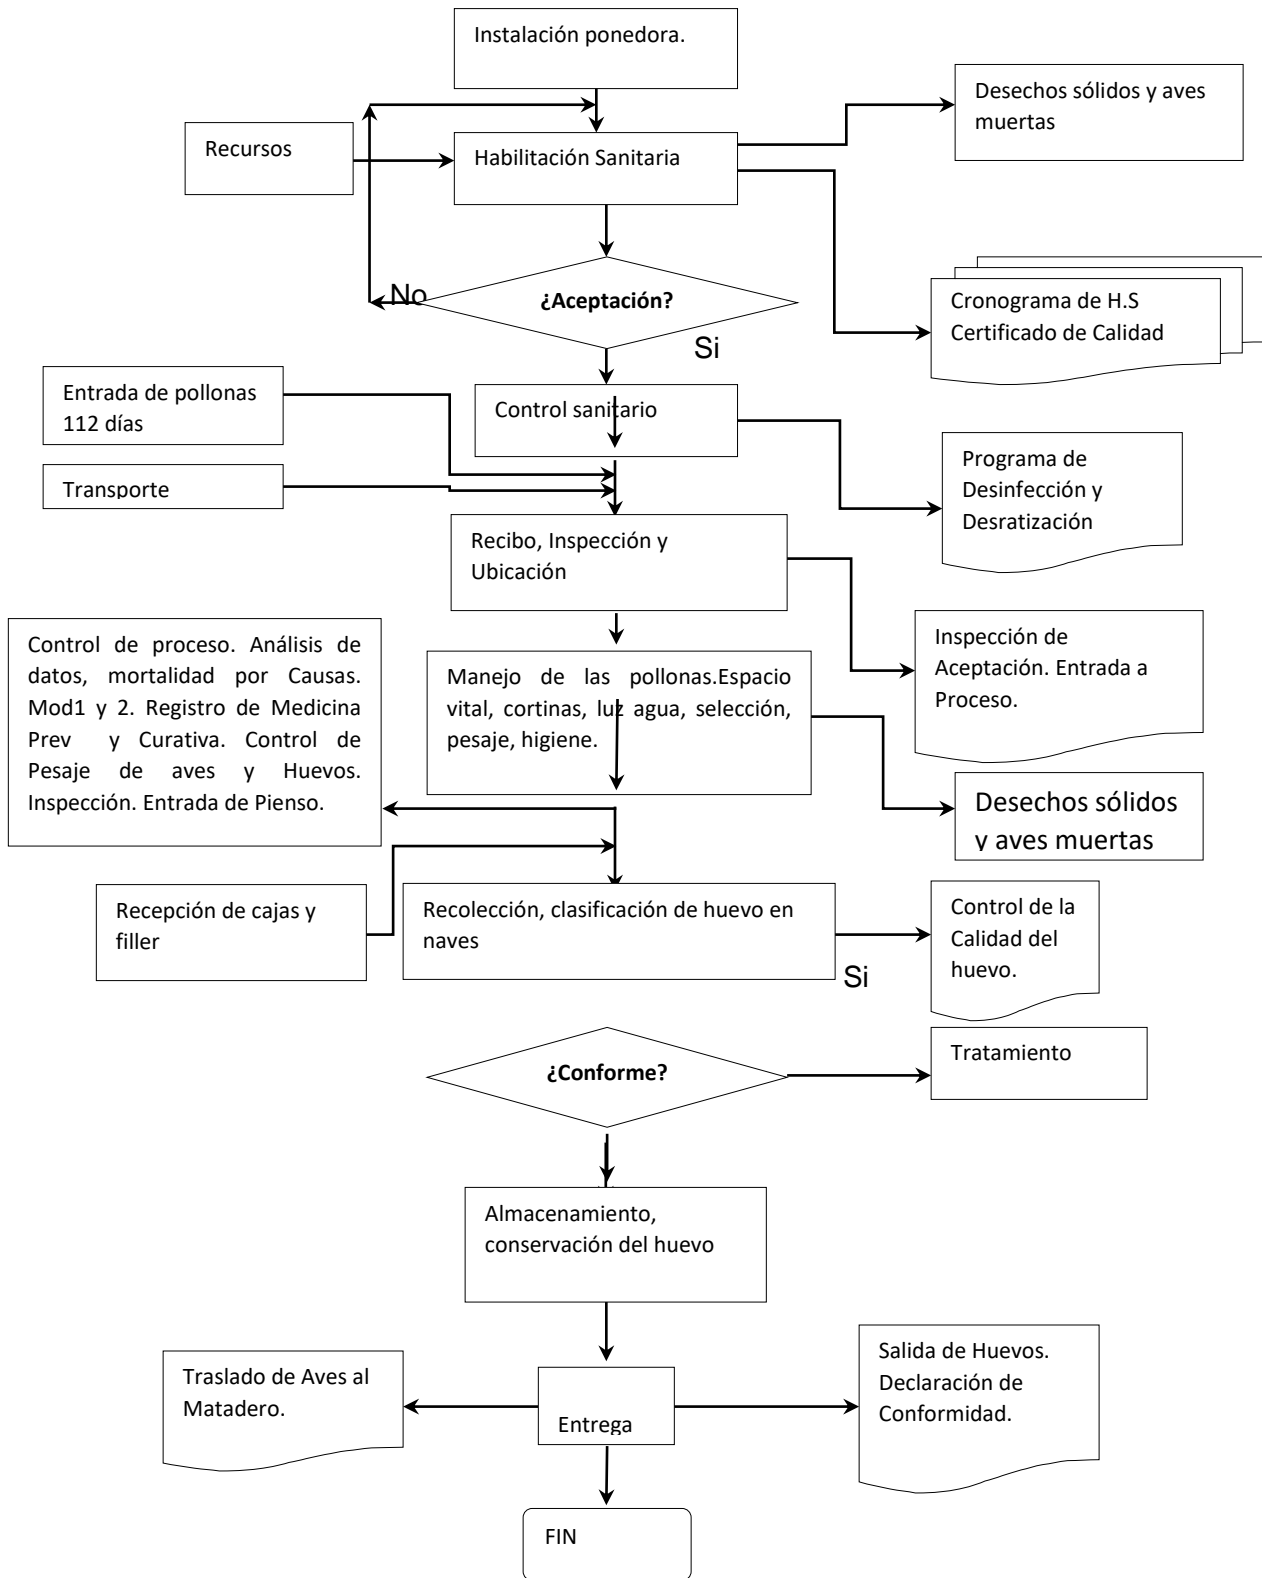 Instalación ponedora.
Desechos sólidos y aves
muertas
Recursos
Habilitación Sanitaria
No
¿Aceptación?
Si
Cronograma de H.S
Certificado de Calidad
Entrada de pollonas
112 días
Control sanitario
Transporte
Programa de
Desinfección y
Desratización
Recibo, Inspección y
Ubicación
Inspección de
Aceptación. Entrada a
Proceso.
Control de proceso. Análisis de
datos, mortalidad por Causas.
Mod1 y 2. Registro de Medicina
Prev y Curativa. Control de
Pesaje de aves y Huevos.
Inspección. Entrada de Pienso.
Manejo de las pollonas.Espacio
vital, cortinas, luz agua, selección,
pesaje, higiene.
Desechos sólidos
y aves muertas
Recepción de cajas y
filler
Recolección, clasificación de huevo en
naves
Si
Control de la
Calidad del
huevo.
¿Conforme?
Tratamiento
Almacenamiento,
conservación del huevo
Traslado de Aves al
Matadero.
Entrega
Salida de Huevos.
Declaración de
Conformidad.
FIN